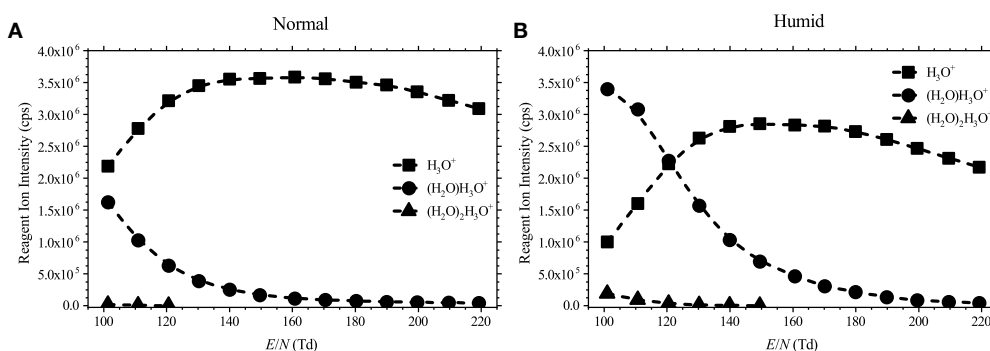 Normal
A
4.0x10⁶
3.5x10⁶
3.0x10⁶
2.5x10⁶
2.0x10⁶
1.5x10⁶
1.0x10⁶
5.0x10⁵
0.0
Reagent Ion Intensity (cps)
H₃O⁺
(H₂O)H₃O⁺
(H₂O)₂H₃O⁺
100 120 140 160 180 200 220
E/N (Td)
Humid
B
4.0x10⁶
3.5x10⁶
3.0x10⁶
2.5x10⁶
2.0x10⁶
1.5x10⁶
1.0x10⁶
5.0x10⁵
0.0
Reagent Ion Intensity (cps)
H₃O⁺
(H₂O)H₃O⁺
(H₂O)₂H₃O⁺
100 120 140 160 180 200 220
E/N (Td)